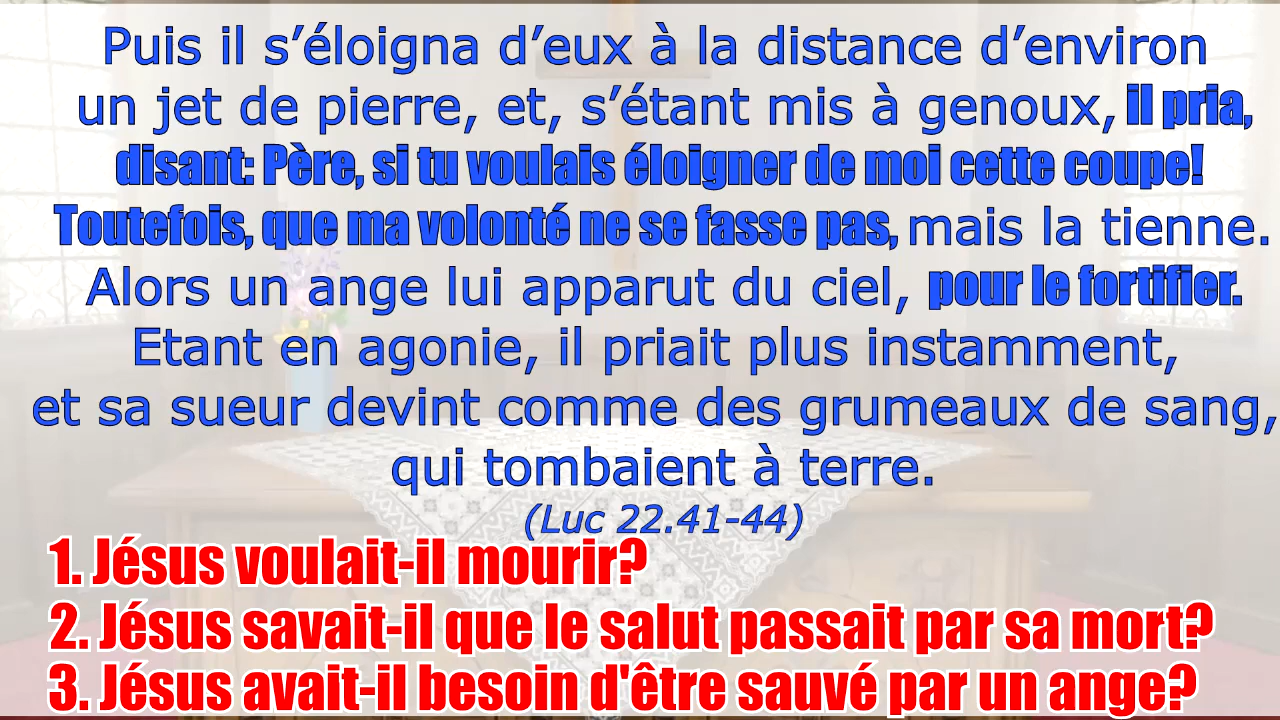 Puis il s’éloigna d’eux à la distance d’environ
un jet de pierre, et, s’étant mis à genoux, il pria,
disant: Père, si tu voulais éloigner de moi cette coupe!
Toutefois, que ma volonté ne se fasse pas, mais la tienne.
Alors un ange lui apparut du ciel, pour le fortifier.
Etant en agonie, il priait plus instamment,
et sa sueur devint comme des grumeaux de sang,
qui tombaient à terre.
(Luc 22.41-44)
1. Jésus voulait-il mourir?
2. Jésus savait-il que le salut passait par sa mort?
3. Jésus avait-il besoin d'être sauvé par un ange?